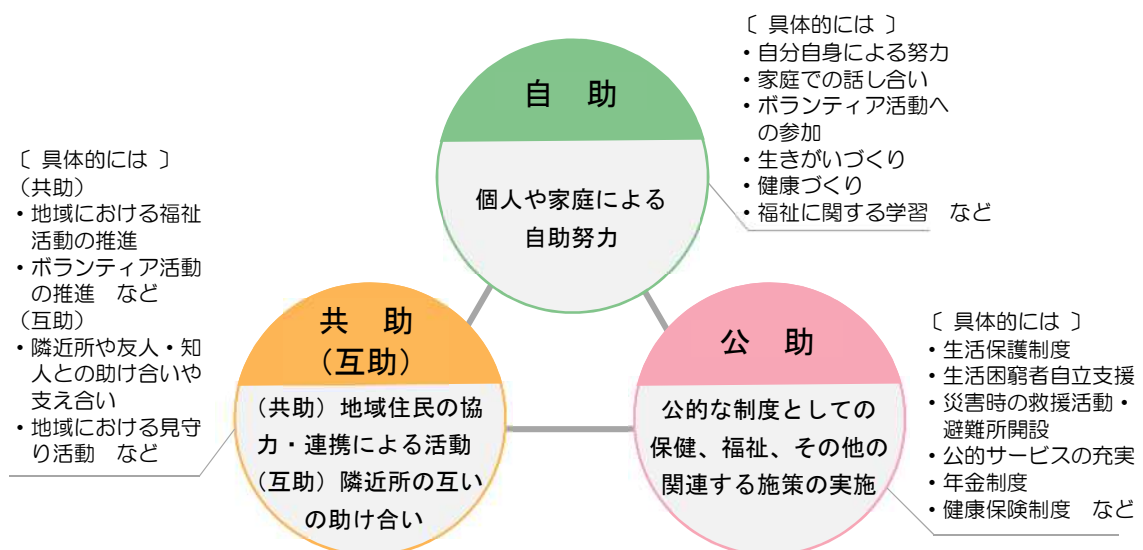 自　助
個人や家庭による
自助努力
〔 具体的には 〕
・自分自身による努力
・家庭での話し合い
・ボランティア活動へ
の参加
・生きがいづくり
・健康づくり
・福祉に関する学習　など
〔 具体的には 〕
（共助）
・地域における福祉
活動の推進
・ボランティア活動
の推進　など
（互助）
・隣近所や友人・知
人との助け合いや
支え合い
・地域における見守
り活動　など
共　助
（互助）
（共助）地域住民の協
力・連携による活動
（互助）隣近所の互い
の助け合い
公　助
公的な制度としての
保健、福祉、その他の
関連する施策の実施
〔 具体的には 〕
・生活保護制度
・生活困窮者自立支援
・災害時の救援活動・
避難所開設
・公的サービスの充実
・年金制度
・健康保険制度　など